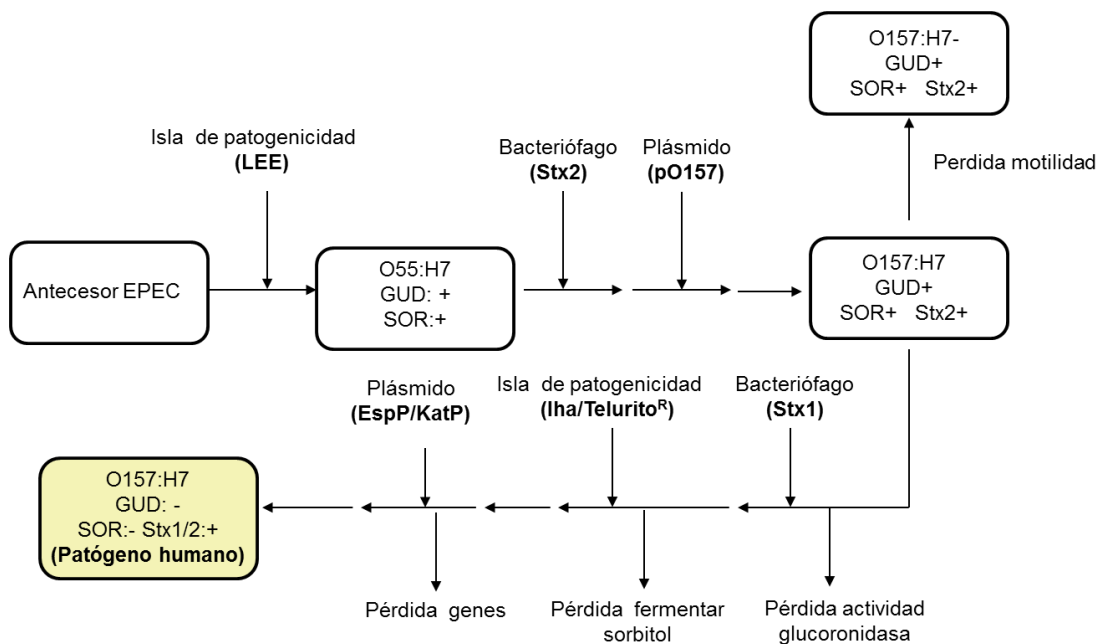 O157:H7-
GUD+
SOR+ Stx2+
Isla de patogenicidad
(LEE)
Bacteriófago
(Stx2)
Plásmido
(pO157)
Perdida motilidad
Antecesor EPEC
O55:H7
GUD: +
SOR:+
O157:H7
GUD+
SOR+ Stx2+
Plásmido
(EspP/KatP)
Isla de patogenicidad
(Iha/Teluritoᴿ)
Bacteriófago
(Stx1)
O157:H7
GUD: -
SOR:- Stx1/2:+
(Patógeno humano)
Pérdida genes
Pérdida fermentar
sorbitol
Pérdida actividad
glucoronidasa